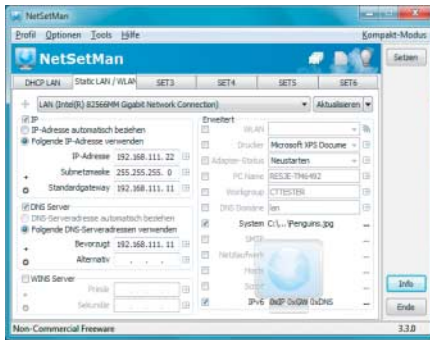 NetSetMan
Profil Optionen Tools Hilfe Kompakt-Modus
NetSetMan
Setzen
DHCP LAN Static LAN / WLAN SET3 SET4 SET5 SET6
LAN (Intel(R) 82566MM Gigabit Network Connection) Aktualisieren
IP
IP-Adresse automatisch beziehen
Folgende IP-Adresse verwenden
IP-Adresse 192.168.111. 22
Subnetzmaske 255.255.255. 0
Standardgateway 192.168.111. 11
DNS Server
DNS-Serveradresse automatisch beziehen
Folgende DNS-Serveradressen verwenden
Bevorzugt 192.168.111. 11
Alternativ . . .
WINS Server
Primär
Sekundär
Erweitert
WLAN
Drucker Microsoft XPS Docume
Adapter-Status Neustarten
PC Name
Workgroup CTTESTER
DNS Domäne lan
System C:\... \Penguins.jpg ...
SMTP ...
Netzlaufwerk ...
Hosts ...
Script ...
IPv6 0xIP 0xGW 0xDNS ...
Info
Ende
Non-Commercial Freeware 3.3.0